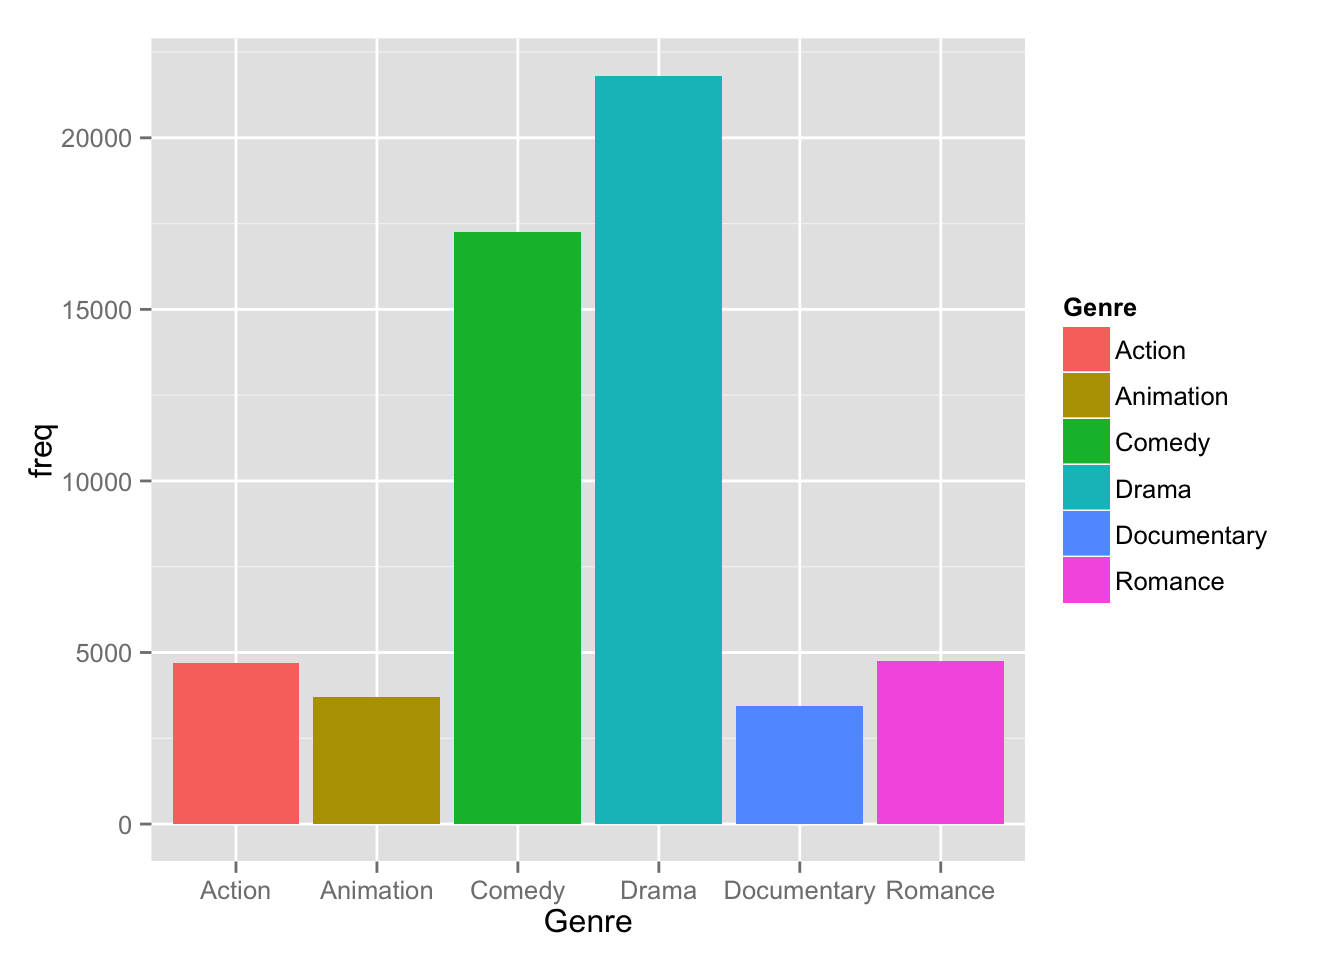 freq
20000
15000
10000
5000
0
Action Animation Comedy Drama Documentary Romance
Genre
Genre
Action
Animation
Comedy
Drama
Documentary
Romance